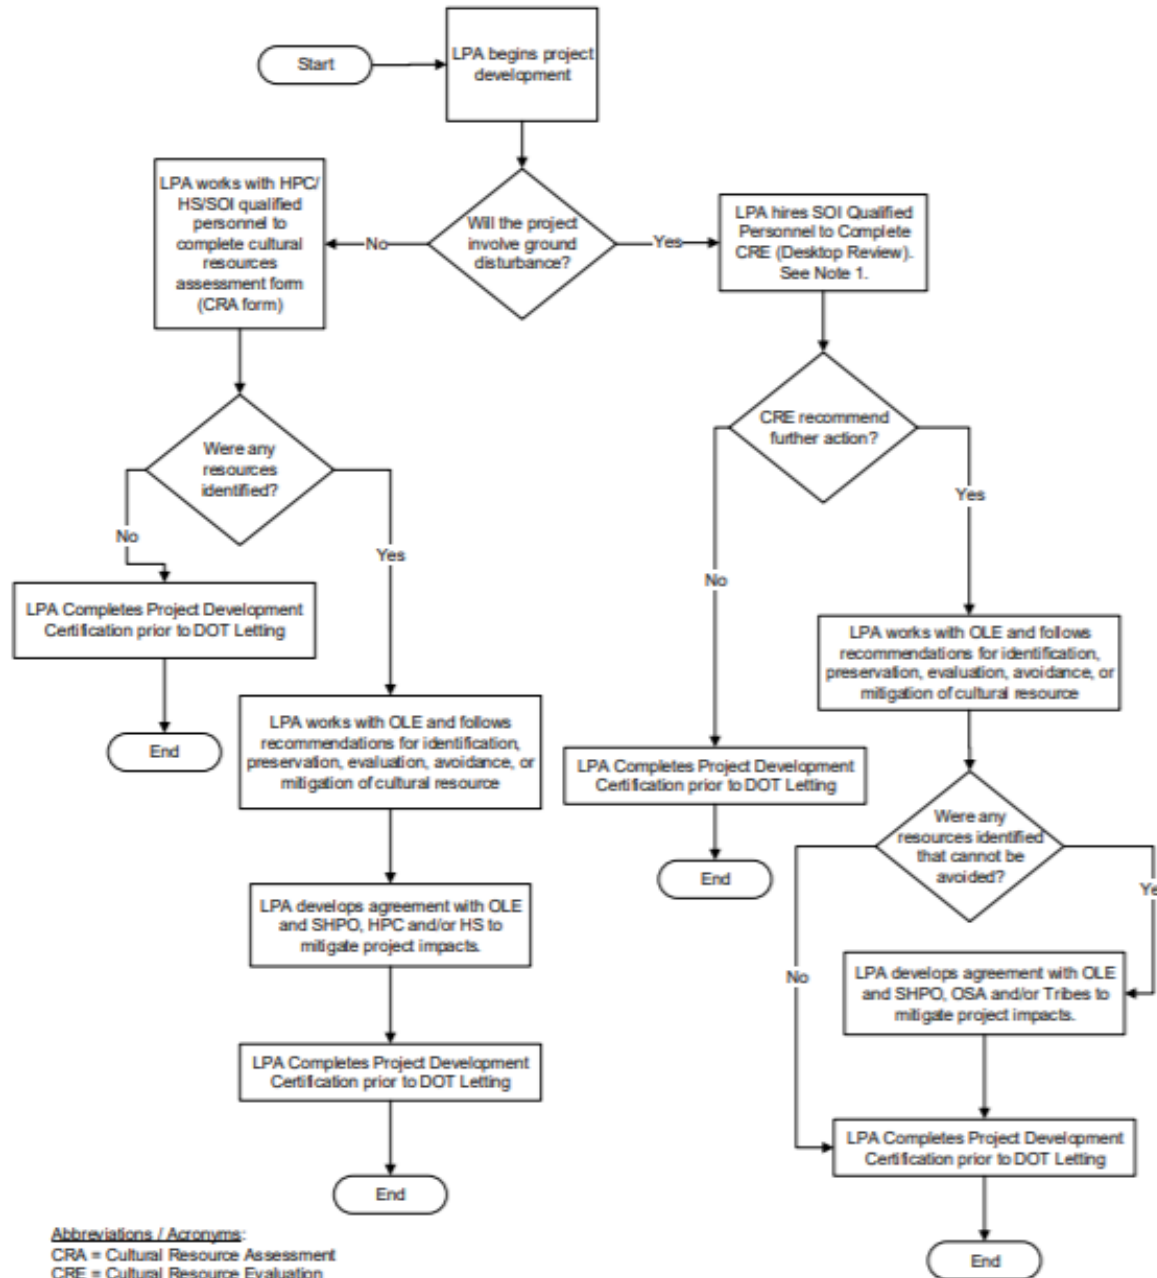 Start
LPA begins project
development
LPA works with HPC/
HS/SOI qualified
personnel to
complete cultural
resources
assessment form
(CRA form)
No
Will the project
involve ground
disturbance?
Yes
LPA hires SOI Qualified
Personnel to Complete
CRE (Desktop Review).
See Note 1.
CRE recommend
further action?
Were any
resources
identified?
Yes
No
Yes
No
LPA Completes Project Development
Certification prior to DOT Letting
LPA works with OLE and follows
recommendations for identification,
preservation, evaluation, avoidance, or
mitigation of cultural resource
End
LPA works with OLE and follows
recommendations for identification,
preservation, evaluation, avoidance, or
mitigation of cultural resource
LPA Completes Project Development
Certification prior to DOT Letting
Were any
resources identified
that cannot be
avoided?
End
Ye
LPA develops agreement with OLE
and SHPO, HPC and/or HS to
mitigate project impacts.
No
LPA develops agreement with OLE
and SHPO, OSA and/or Tribes to
mitigate project impacts.
LPA Completes Project Development
Certification prior to DOT Letting
LPA Completes Project Development
Certification prior to DOT Letting
End
End
Abbreviations / Acronyms:
CRA = Cultural Resource Assessment
CRE = Cultural Resource Evaluation